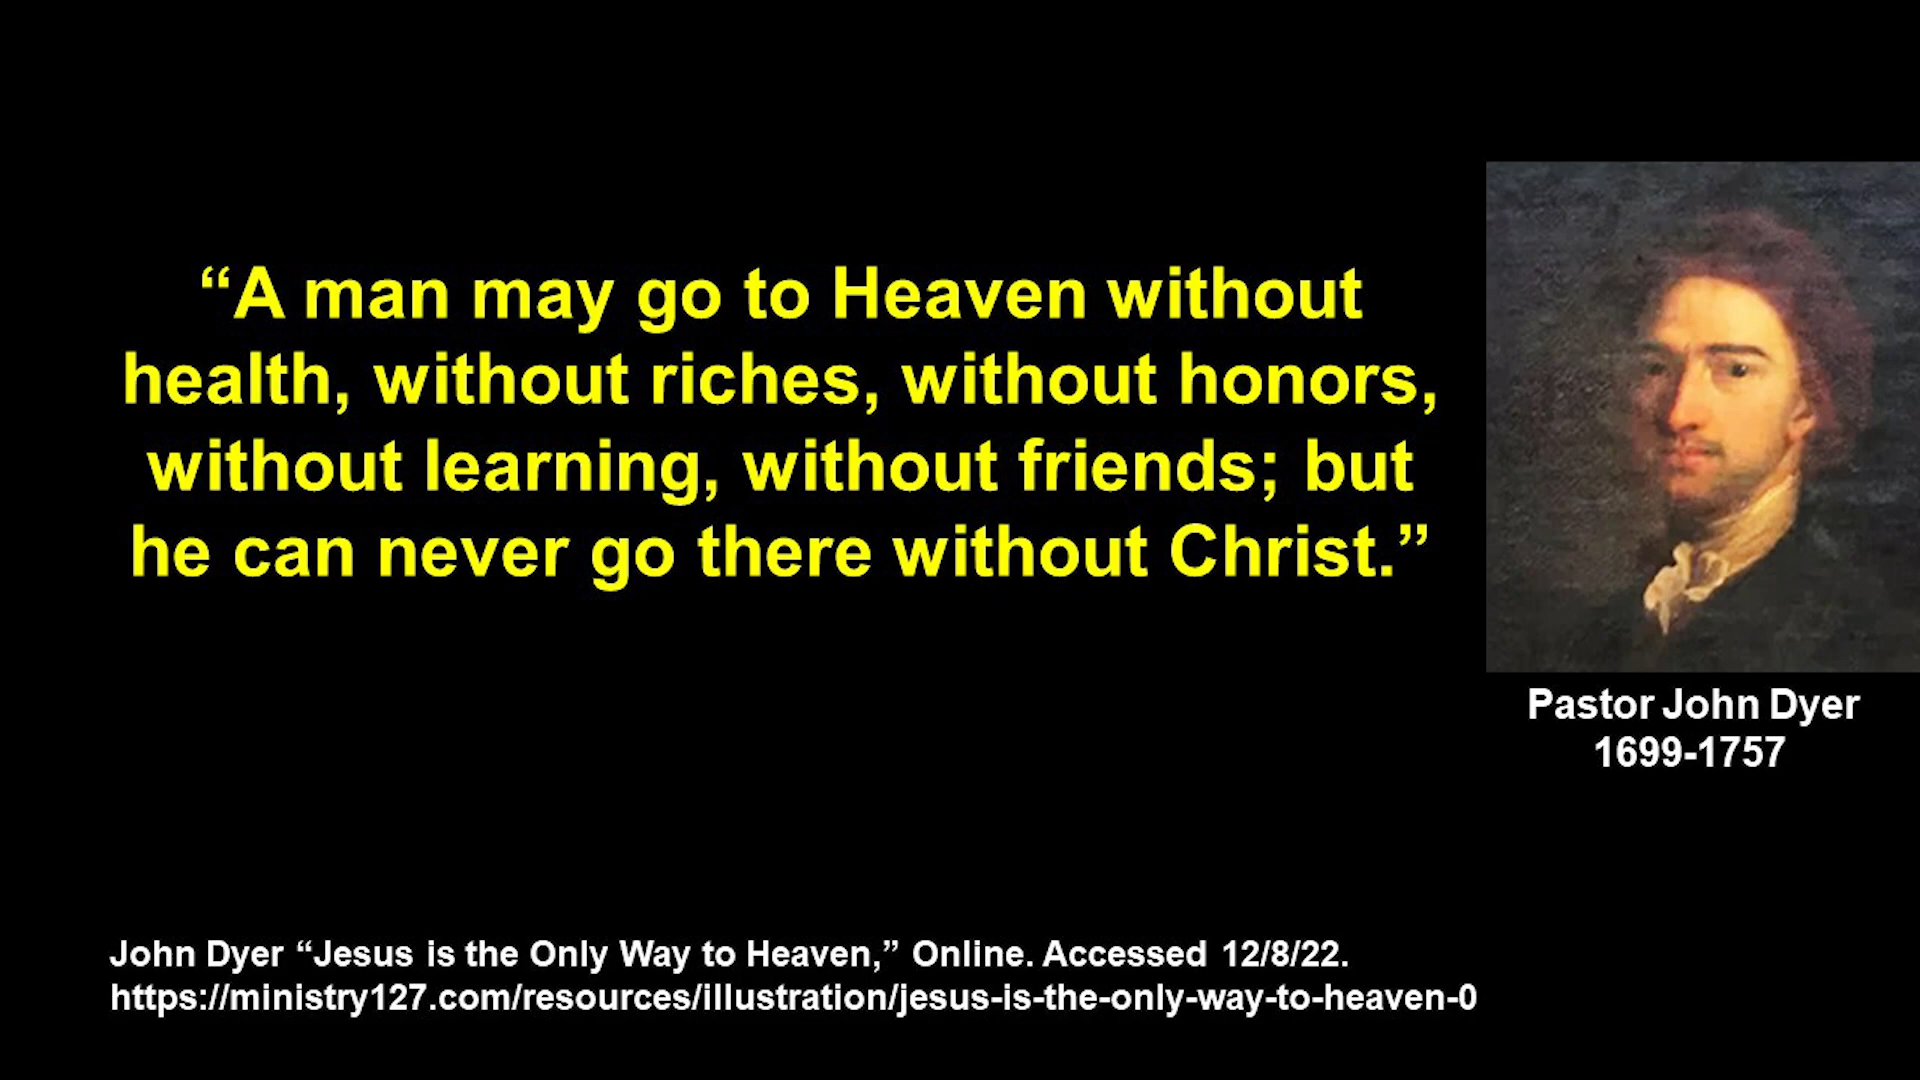 “A man may go to Heaven without
health, without riches, without honors,
without learning, without friends; but
he can never go there without Christ.”
Pastor John Dyer
1699-1757
John Dyer “Jesus is the Only Way to Heaven,” Online. Accessed 12/8/22.
https://ministry127.com/resources/illustration/jesus-is-the-only-way-to-heaven-0